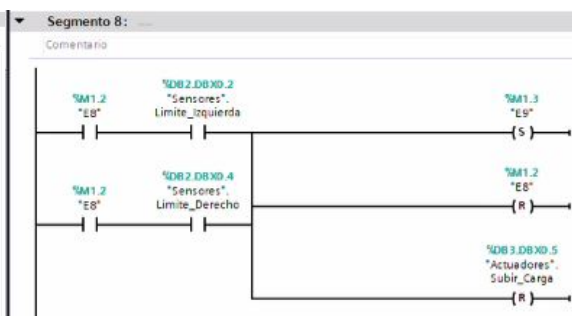 Segmento 8:
Comentario
%M1.2
"E8"
%DB2.DBX0.2
"Sensores".
Limite_Izquierda
%M1.3
"E9"
S
%M1.2
"E8"
%DB2.DBX0.4
"Sensores".
Limite_Derecho
%M1.2
"E8"
R
%DB3.DBX0.5
"Actuadores".
Subir_Carga
R